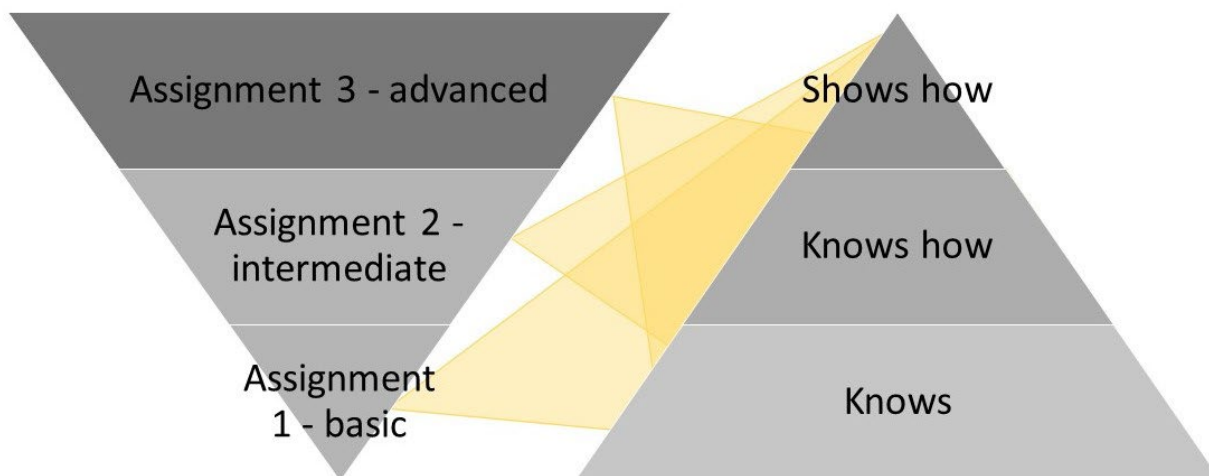 Assignment 3 - advanced
Assignment 2 -
intermediate
Assignment
1 - basic
Shows how
Knows how
Knows